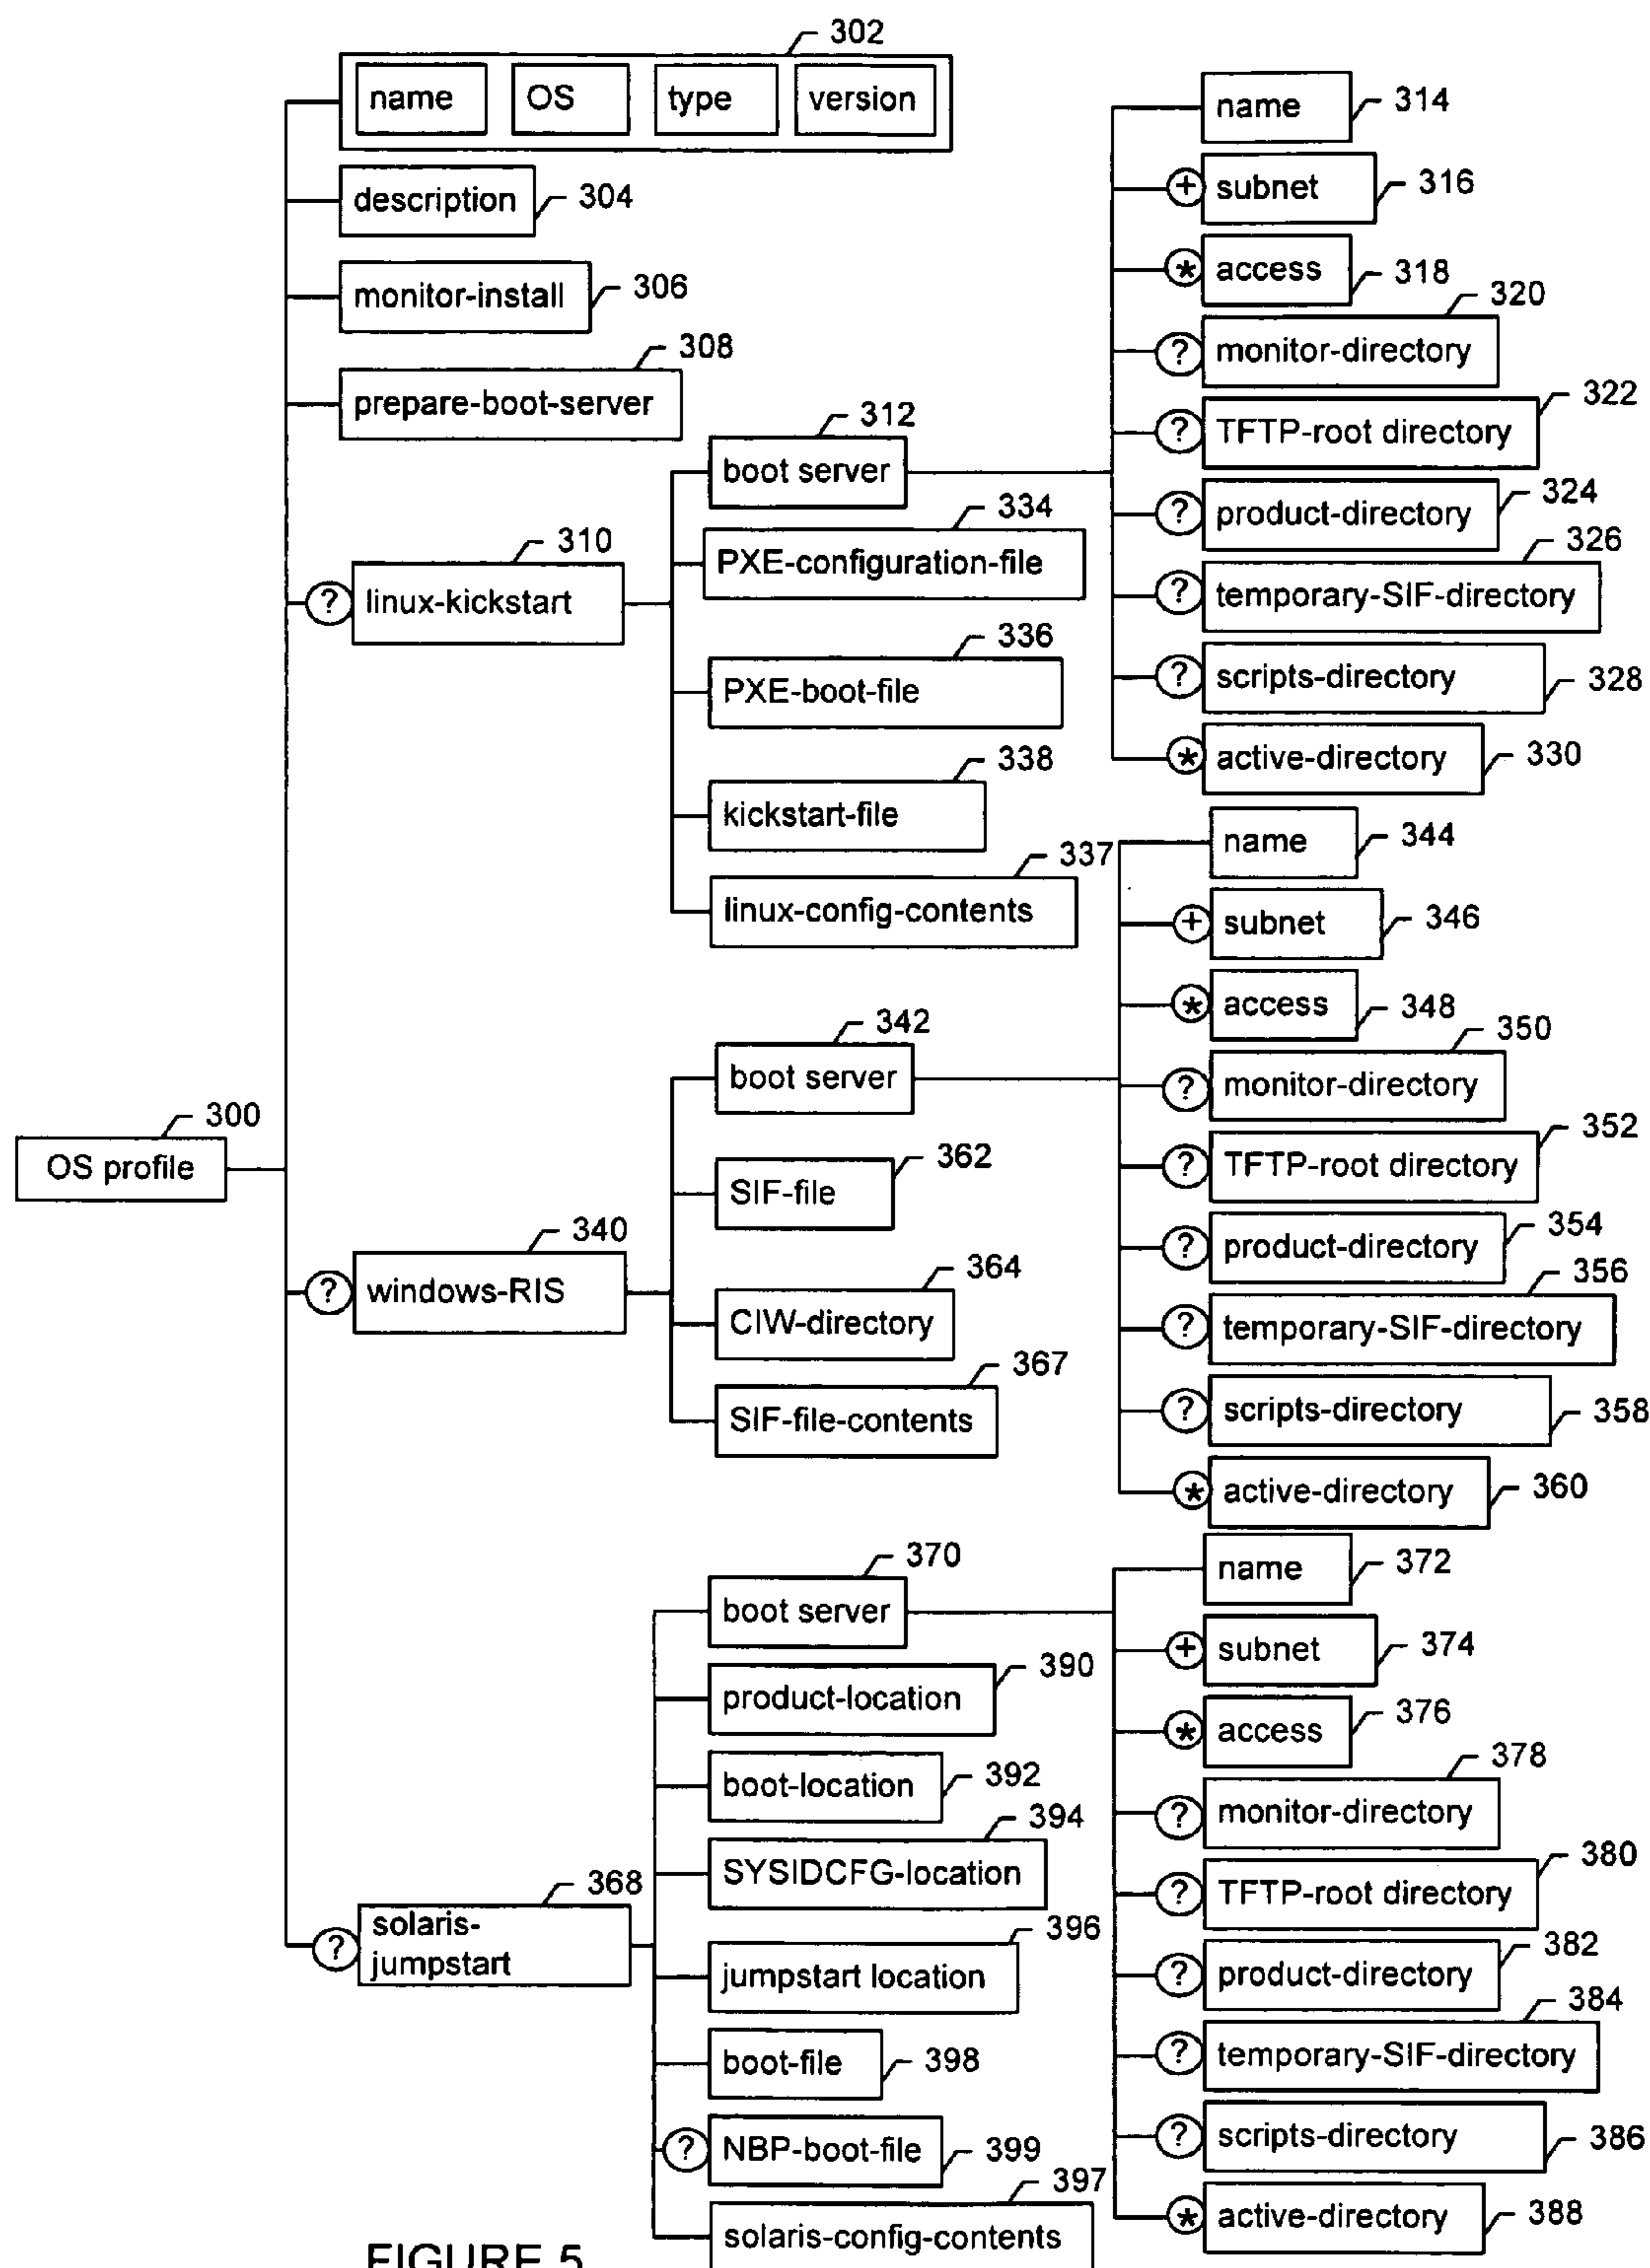 302
name OS type version
description 304
monitor-install 306
308
prepare-boot-server
310
? linux-kickstart
312
boot server
334
PXE-configuration-file
336
PXE-boot-file
338
kickstart-file
337
linux-config-contents
name 314
+ subnet 316
* access 318
320
? monitor-directory
322
? TFTP-root directory
324
? product-directory
326
? temporary-SIF-directory
? scripts-directory 328
* active-directory 330
300
OS profile
340
? windows-RIS
342
boot server
362
SIF-file
364
CIW-directory
367
SIF-file-contents
name 344
+ subnet 346
* access 348
350
? monitor-directory
352
? TFTP-root directory
354
? product-directory
356
? temporary-SIF-directory
? scripts-directory 358
* active-directory 360
368
? solaris-
jumpstart
370
boot server
390
product-location
boot-location 392
394
SYSIDCFG-location
396
jumpstart location
boot-file 398
? NBP-boot-file 399
397
solaris-config-contents
name 372
+ subnet 374
* access 376
378
? monitor-directory
380
? TFTP-root directory
382
? product-directory
384
? temporary-SIF-directory
? scripts-directory 386
* active-directory 388
FIGURE 5